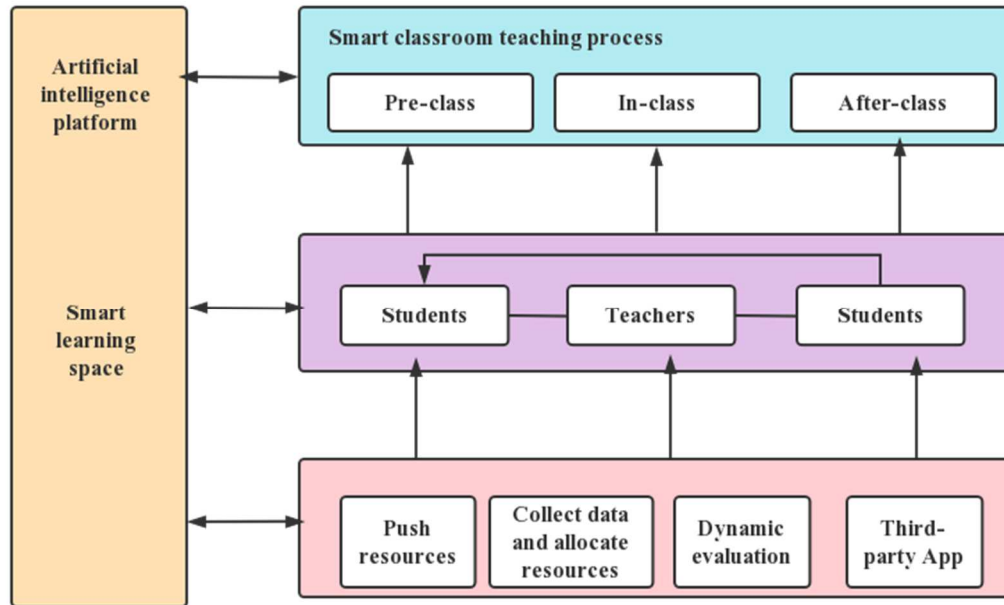 Artificial
intelligence
platform
Smart
learning
space
Smart classroom teaching process
Pre-class
In-class
After-class
Students
Teachers
Students
Push
resources
Collect data
and allocate
resources
Dynamic
evaluation
Third-
party App